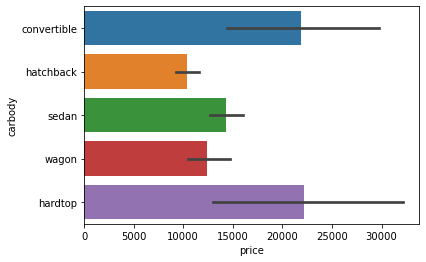 carbody
convertible
hatchback
sedan
wagon
hardtop
0 5000 10000 15000 20000 25000 30000
price